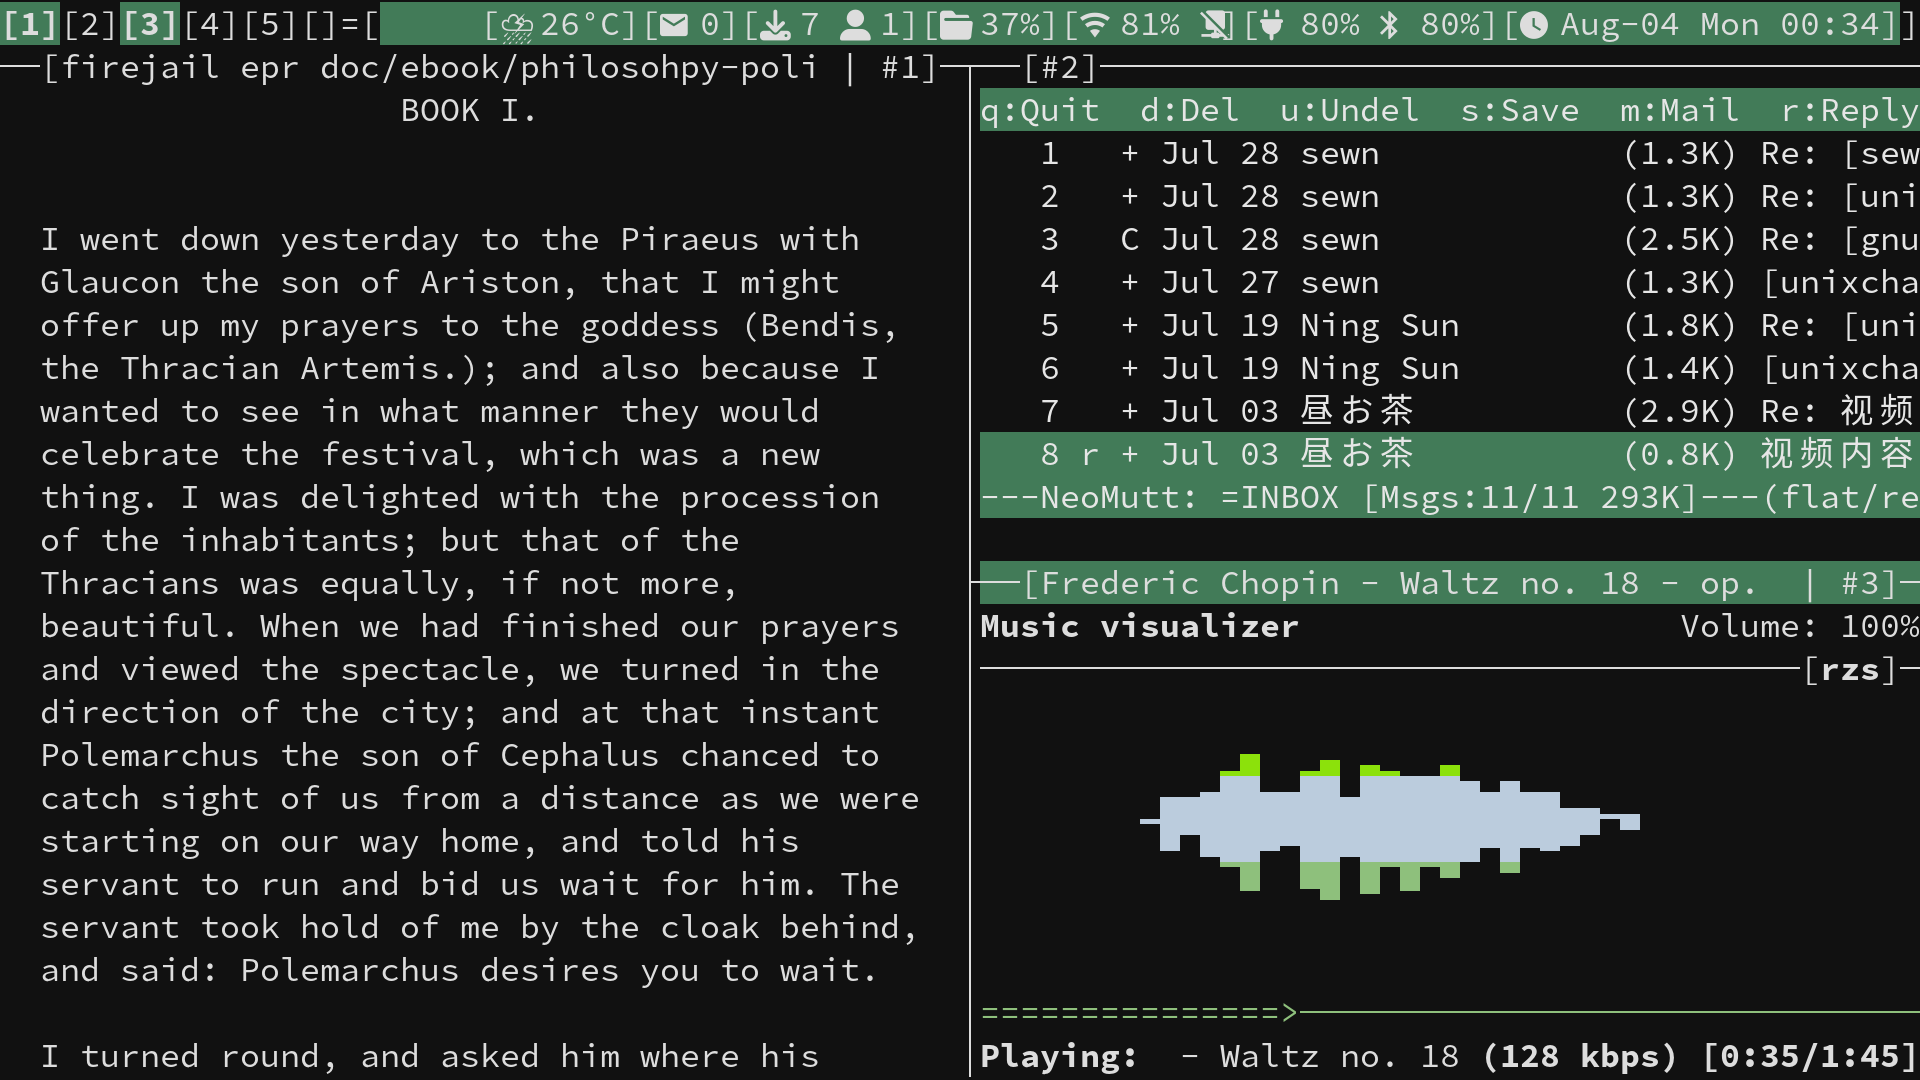 [1][2][3][4][5][]=[ [26°C][ 0][ 7 1][ 37%][ 81% ][ 80% 80%][ Aug-04 Mon 00:34]]
[firejail epr doc/ebook/philosohpy-poli | #1]
BOOK I.
I went down yesterday to the Piraeus with
Glaucon the son of Ariston, that I might
offer up my prayers to the goddess (Bendis,
the Thracian Artemis.); and also because I
wanted to see in what manner they would
celebrate the festival, which was a new
thing. I was delighted with the procession
of the inhabitants; but that of the
Thracians was equally, if not more,
beautiful. When we had finished our prayers
and viewed the spectacle, we turned in the
direction of the city; and at that instant
Polemarchus the son of Cephalus chanced to
catch sight of us from a distance as we were
starting on our way home, and told his
servant to run and bid us wait for him. The
servant took hold of me by the cloak behind,
and said: Polemarchus desires you to wait.
I turned round, and asked him where his
[#2]
q:Quit d:Del u:Undel s:Save m:Mail r:Reply
1 + Jul 28 sewn (1.3K) Re: [sew
2 + Jul 28 sewn (1.3K) Re: [uni
3 C Jul 28 sewn (2.5K) Re: [gnu
4 + Jul 27 sewn (1.3K) [unixcha
5 + Jul 19 Ning Sun (1.8K) Re: [uni
6 + Jul 19 Ning Sun (1.4K) [unixcha
7 + Jul 03 昼お茶 (2.9K) Re: 视频
8 r + Jul 03 昼お茶 (0.8K) 视频内容
---NeoMutt: =INBOX [Msgs:11/11 293K]---(flat/re
[Frederic Chopin - Waltz no. 18 - op. | #3]
Music visualizer Volume: 100%
[rzs]
===============>
Playing: - Waltz no. 18 (128 kbps) [0:35/1:45]